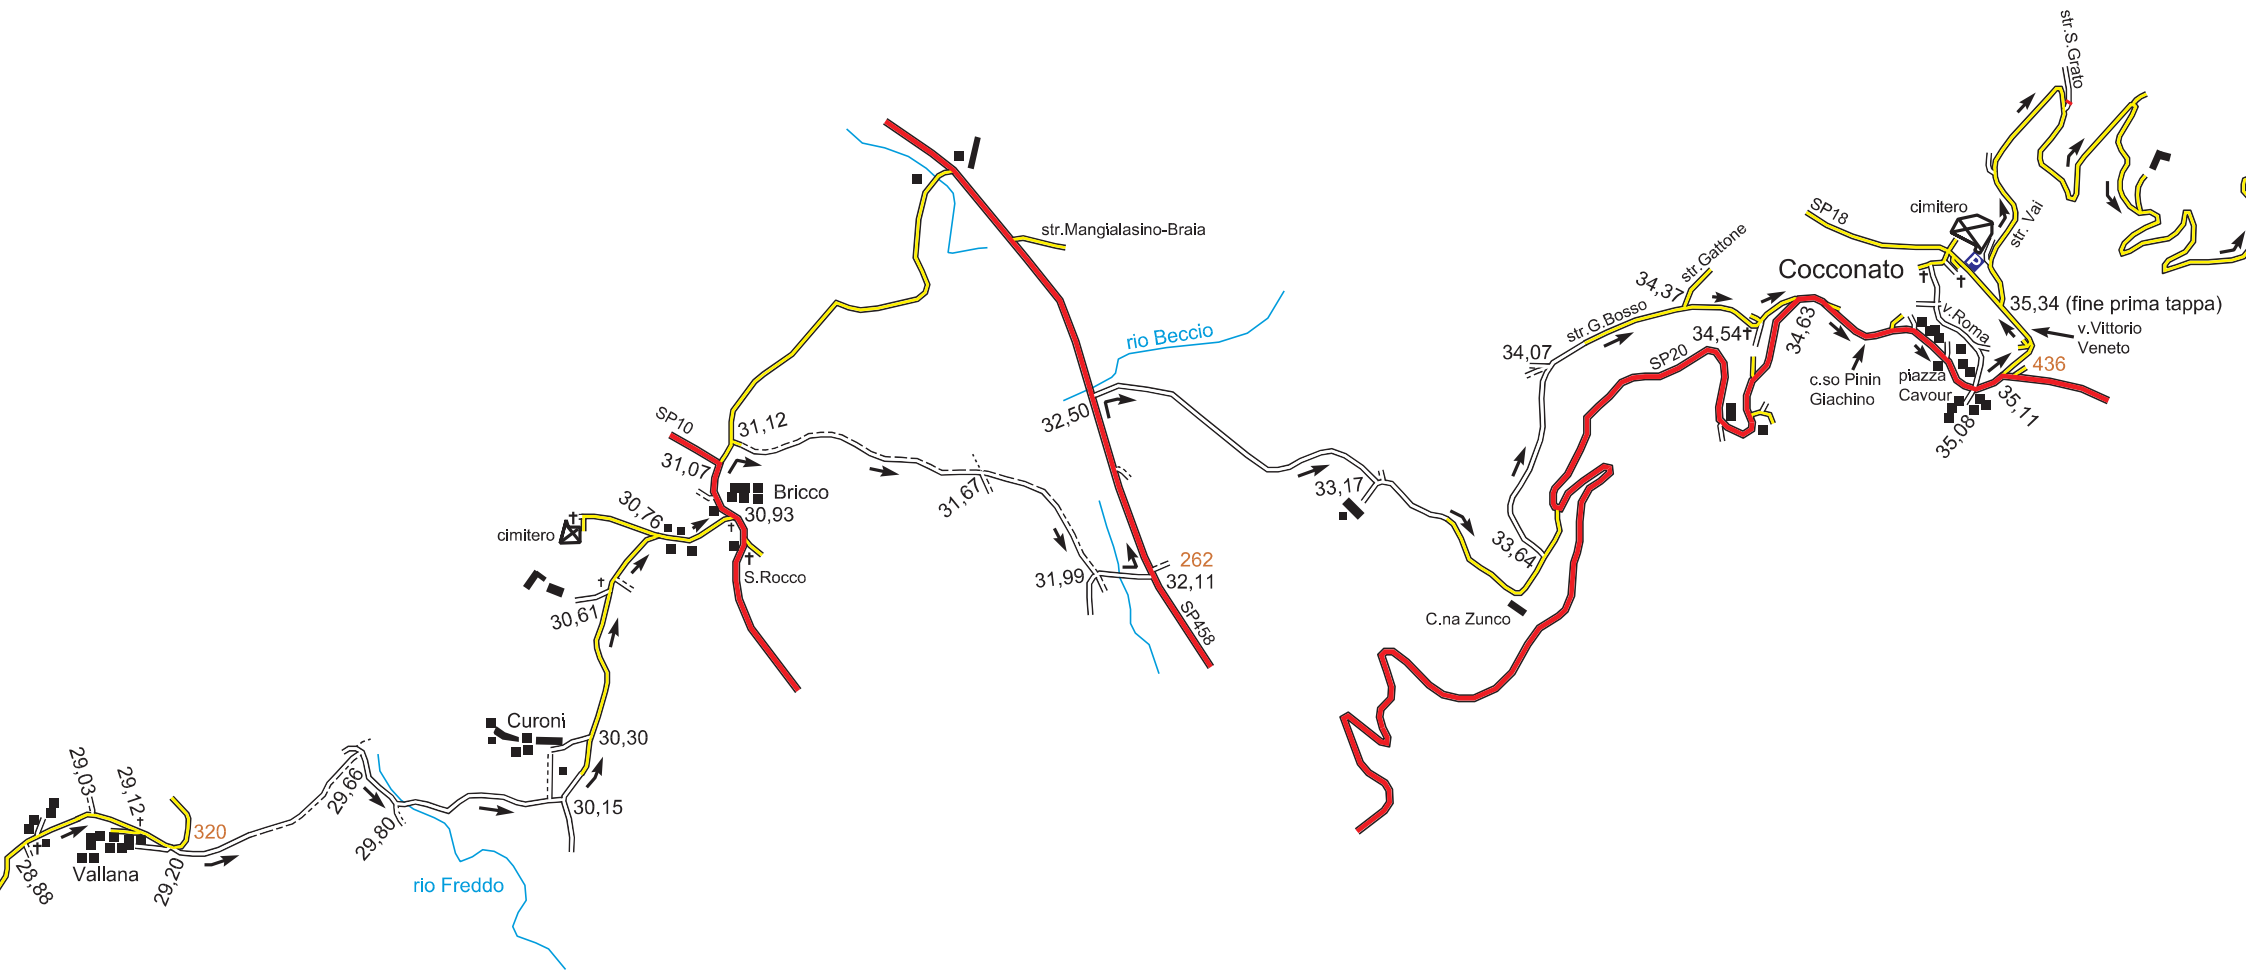 28,88
29,03
29,12
Vallana
320
29,20
29,66
29,80
rio Freddo
Curoni
30,30
30,15
30,61
cimitero
30,76
SP10
31,07
31,12
Bricco
30,93
S.Rocco
31,67
31,99
262
32,11
SP458
str.Mangialasino-Braia
rio Beccio
32,50
33,17
33,64
C.na Zunco
34,07
str.G.Bosso
34,37
str.Gattone
34,54
SP20
34,63
SP18
cimitero
P
Cocconato
c.so Pinin
Giachino
piazza
Cavour
v.Roma
35,08
35,11
436
v.Vittorio
Veneto
35,34 (fine prima tappa)
str. Vai
str.S.Grato